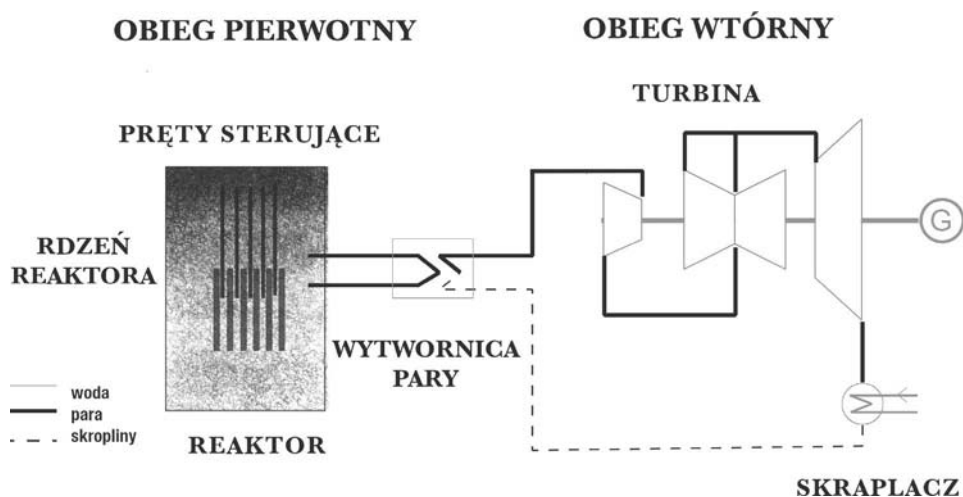 OBIEG PIERWOTNY
OBIEG WTÓRNY
TURBINA
PRĘTY STERUJĄCE
RDZEŃ
REAKTORA
G
WYTWORNICA
PARY
woda
para
skropliny
REAKTOR
SKRAPLACZ